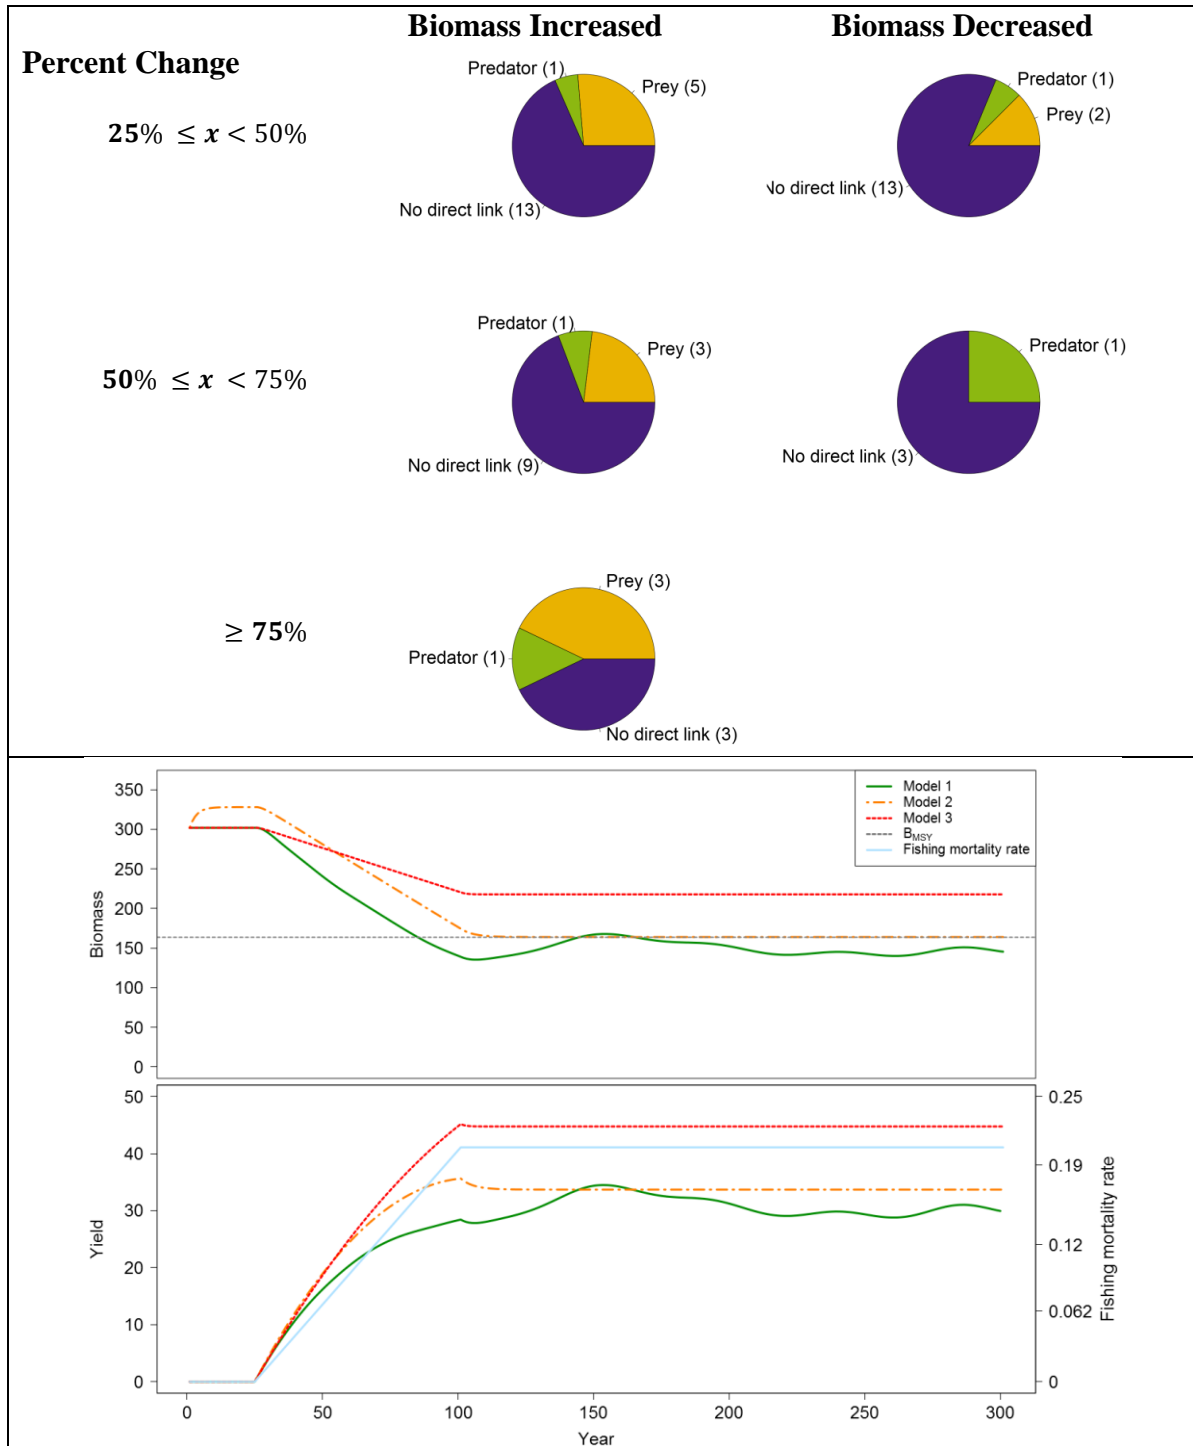 Biomass Increased
Biomass Decreased
Percent Change
25% ≤ x < 50%
Predator (1)
Prey (5)
No direct link (13)
Predator (1)
Prey (2)
No direct link (13)
50% ≤ x < 75%
Predator (1)
Prey (3)
No direct link (9)
Predator (1)
No direct link (3)
≥ 75%
Prey (3)
Predator (1)
No direct link (3)
Biomass
350
300
250
200
150
100
50
0
Model 1
Model 2
Model 3
BMSY
Fishing mortality rate
Yield
50
40
30
20
10
0
0.25
0.19
0.12
0.062
0
Fishing mortality rate
0
50
100
150
200
250
300
Year